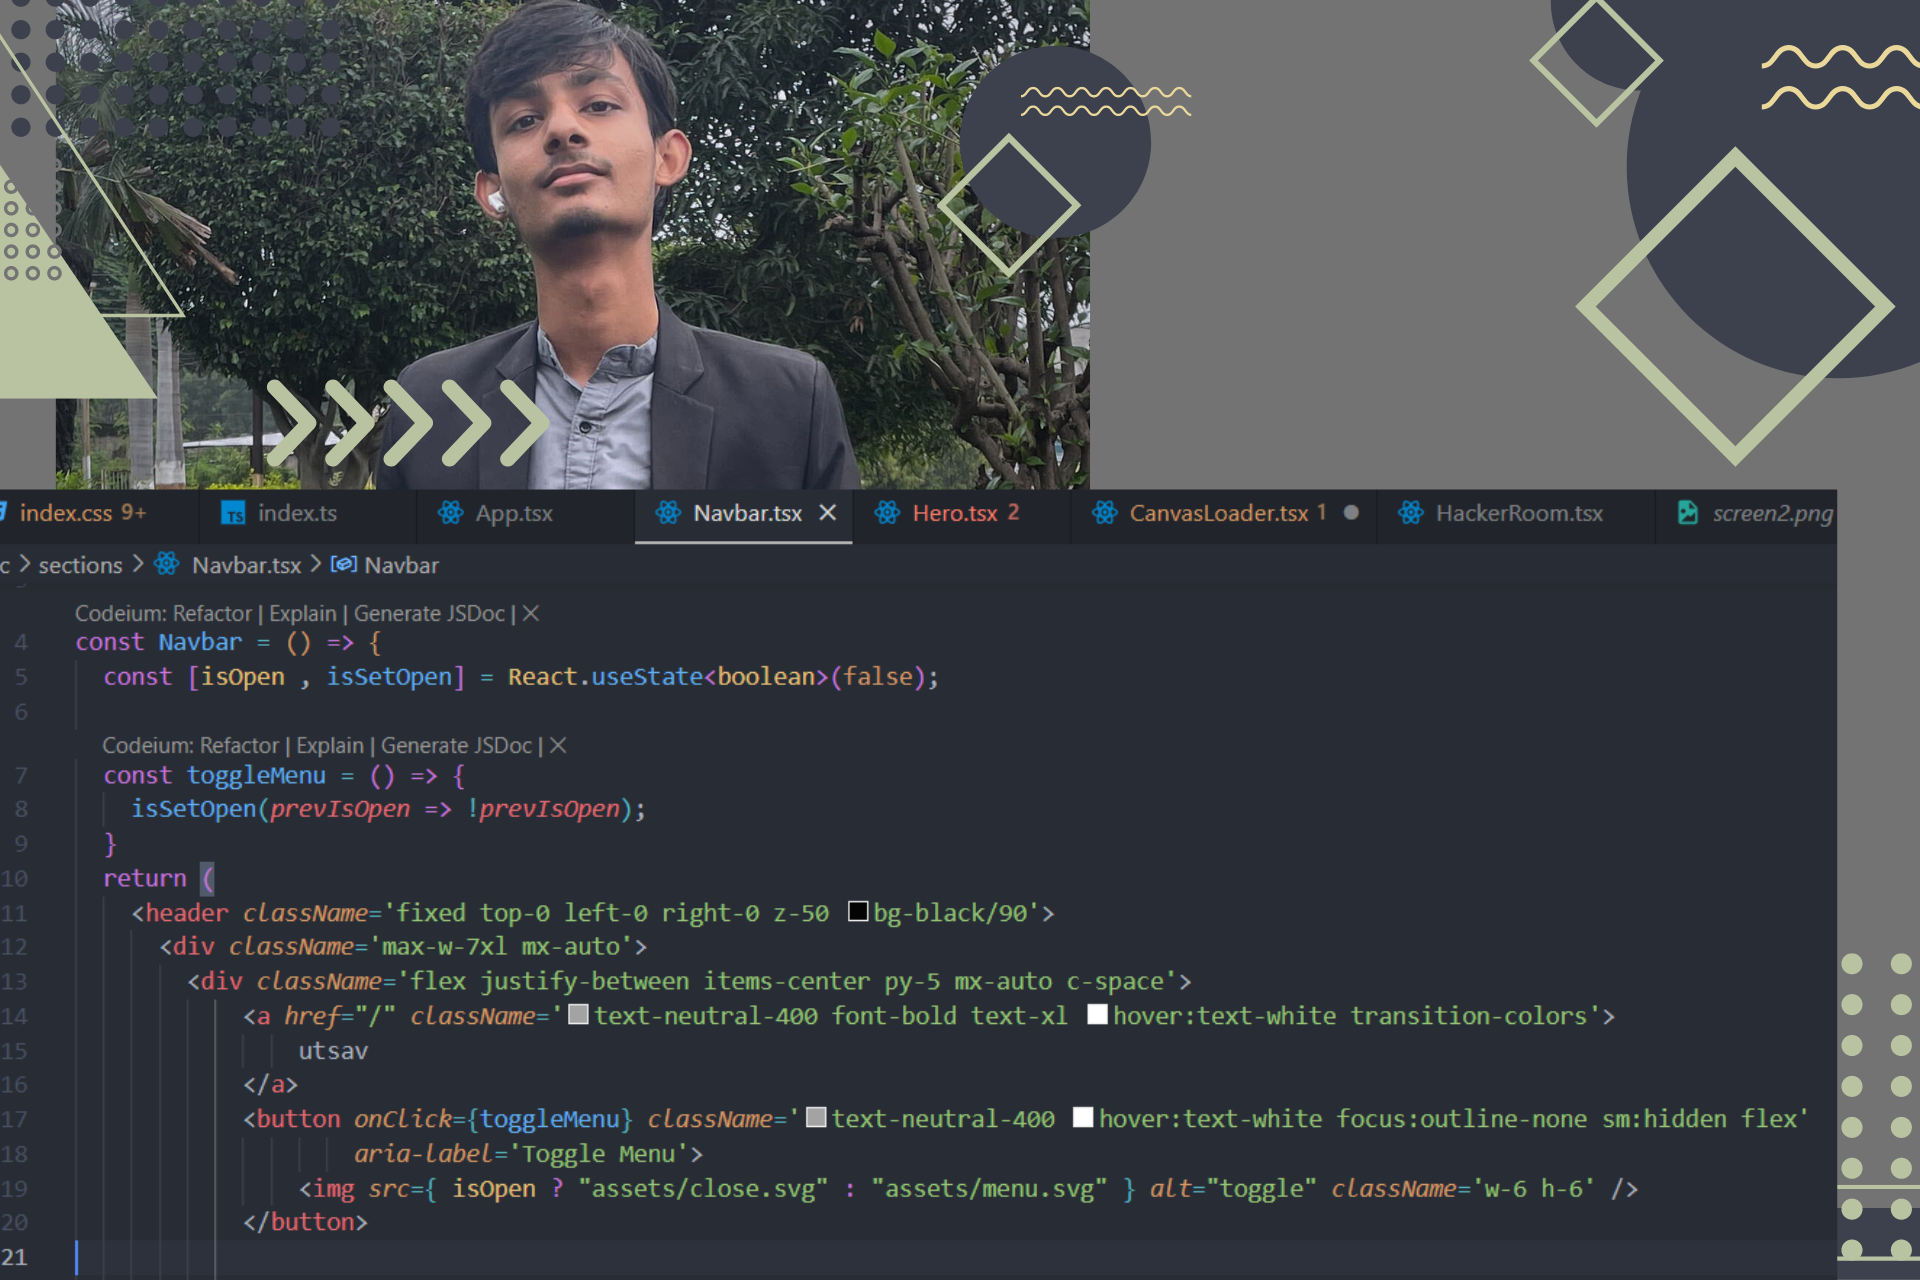 index.css 9+ index.ts App.tsx Navbar.tsx Hero.tsx 2 CanvasLoader.tsx 1 HackerRoom.tsx screen2.png
c > sections > Navbar.tsx > Navbar
Codeium: Refactor | Explain | Generate JSDoc | ×
4 const Navbar = () => {
5 const [isOpen , isSetOpen] = React.useState<boolean>(false);
6
Codeium: Refactor | Explain | Generate JSDoc | ×
7 const toggleMenu = () => {
8 isSetOpen(prevIsOpen => !prevIsOpen);
9 }
10 return (
11 <header className='fixed top-0 left-0 right-0 z-50 bg-black/90'>
12 <div className='max-w-7xl mx-auto'>
13 <div className='flex justify-between items-center py-5 mx-auto c-space'>
14 <a href="/" className='text-neutral-400 font-bold text-xl hover:text-white transition-colors'>
15 utsav
16 </a>
17 <button onClick={toggleMenu} className='text-neutral-400 hover:text-white focus:outline-none sm:hidden flex'
18 aria-label='Toggle Menu'>
19 <img src={ isOpen ? "assets/close.svg" : "assets/menu.svg" } alt="toggle" className='w-6 h-6' />
20 </button>
21